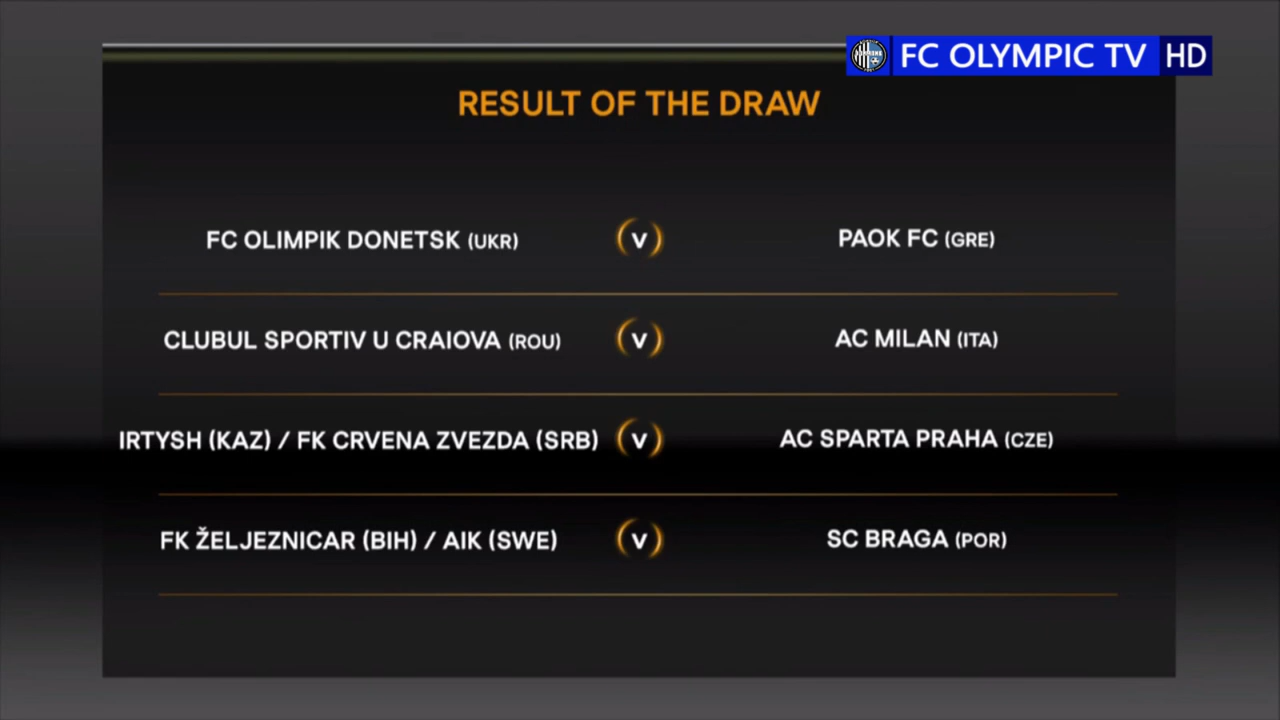 FC OLYMPIC TV HD
RESULT OF THE DRAW
FC OLIMPIK DONETSK (UKR) v PAOK FC (GRE)
CLUBUL SPORTIV U CRAIOVA (ROU) v AC MILAN (ITA)
IRTYSH (KAZ) / FK CRVENA ZVEZDA (SRB) v AC SPARTA PRAHA (CZE)
FK ŽELJEZNICAR (BIH) / AIK (SWE) v SC BRAGA (POR)